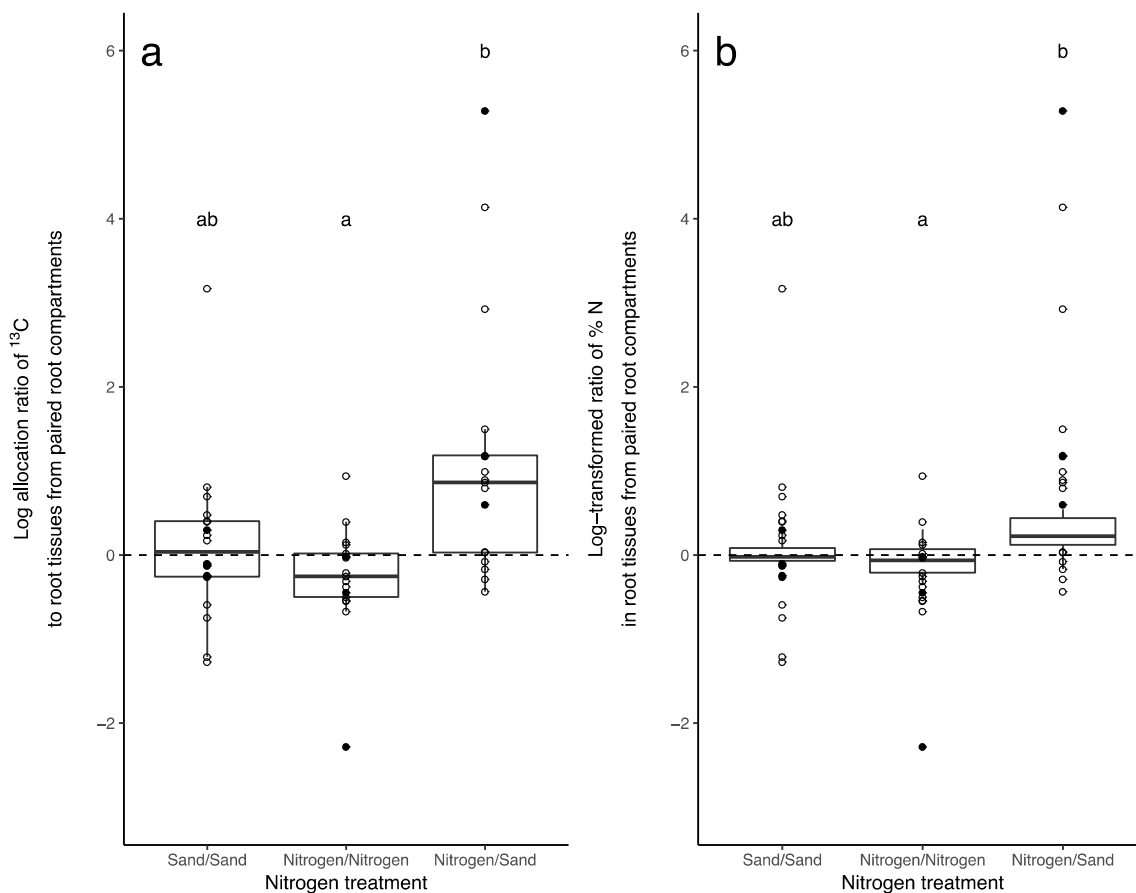 a
Log allocation ratio of ¹³C
to root tissues from paired root compartments
6
4
2
0
−2
ab
a
b
Sand/Sand
Nitrogen/Nitrogen
Nitrogen/Sand
Nitrogen treatment
b
Log−transformed ratio of % N
in root tissues from paired root compartments
6
4
2
0
−2
ab
a
b
Sand/Sand
Nitrogen/Nitrogen
Nitrogen/Sand
Nitrogen treatment